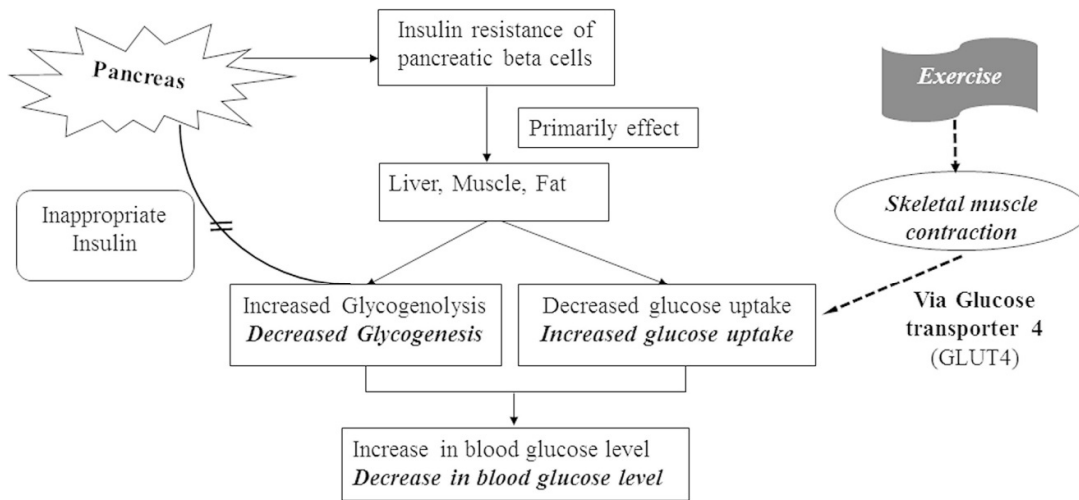 Pancreas
Insulin resistance of
pancreatic beta cells
Exercise
Primarily effect
Liver, Muscle, Fat
Inappropriate
Insulin
Skeletal muscle
contraction
Increased Glycogenolysis
Decreased Glycogenesis
Decreased glucose uptake
Increased glucose uptake
Via Glucose
transporter 4
(GLUT4)
Increase in blood glucose level
Decrease in blood glucose level